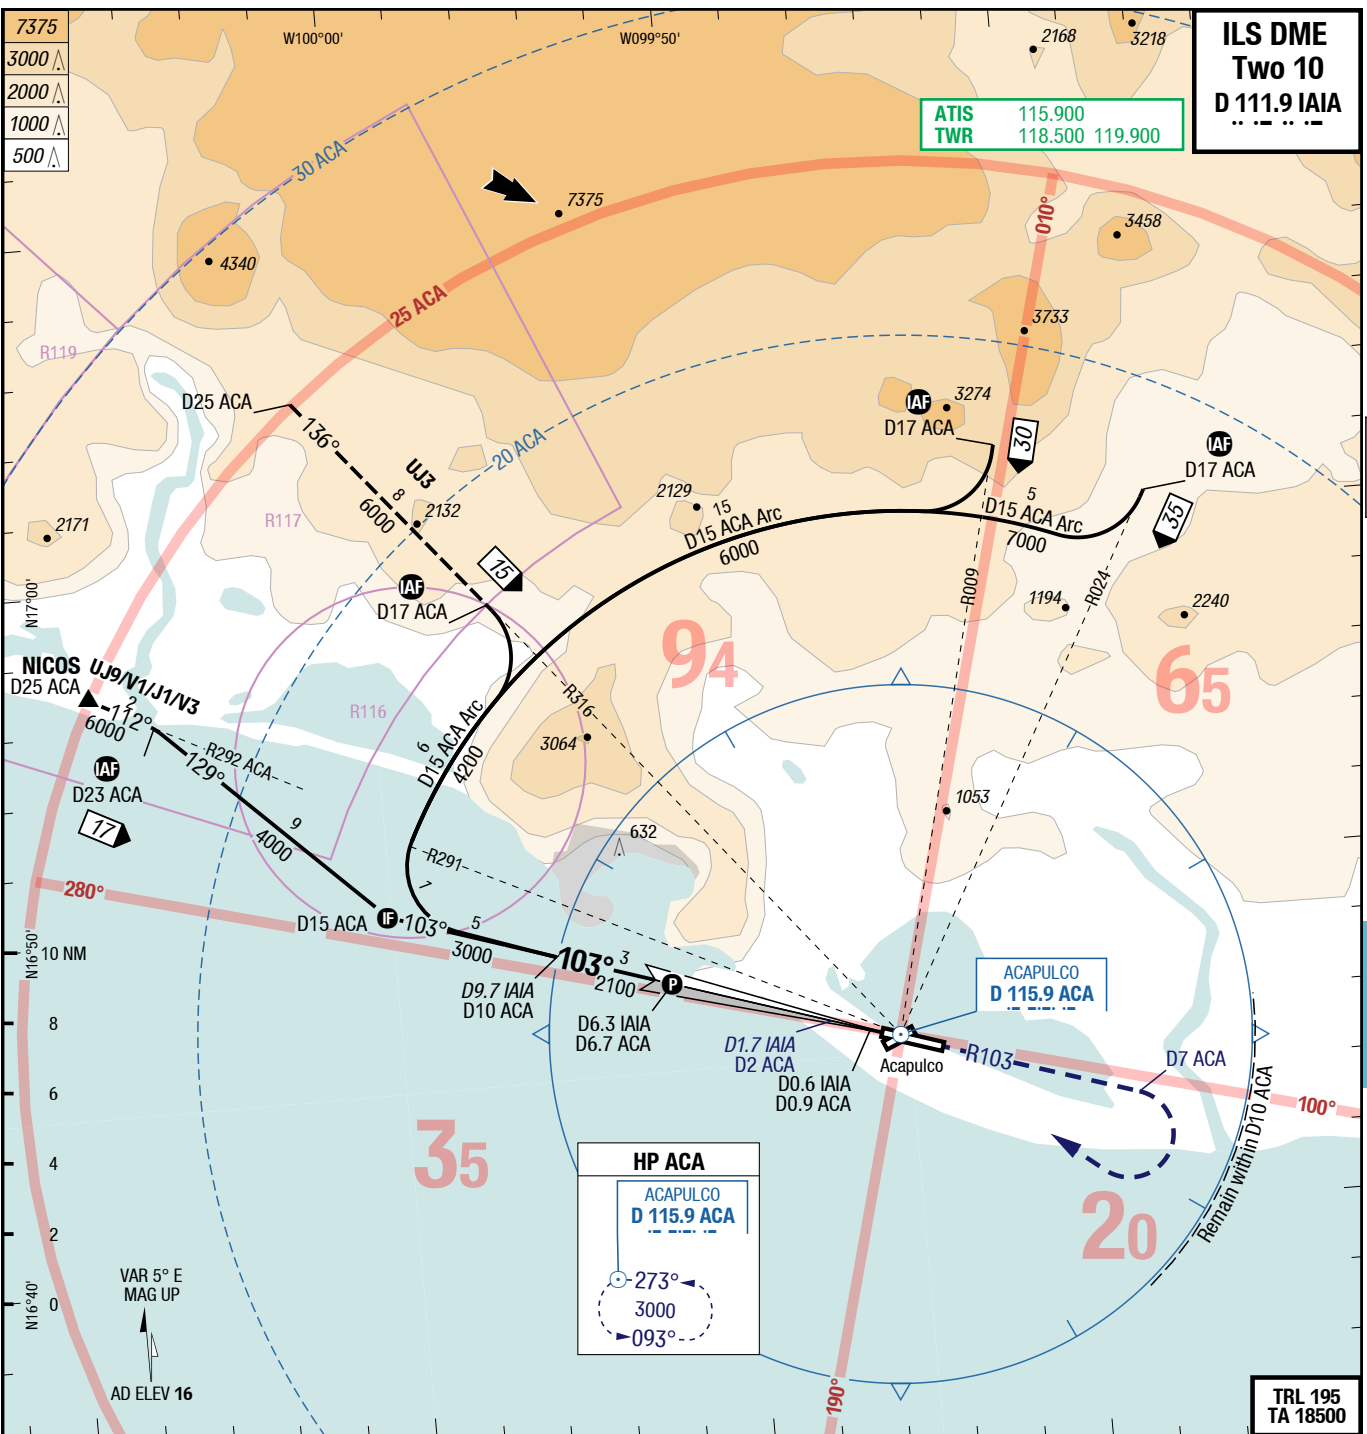 7375
3000
2000
1000
500
W100°00'
W099°50'
2168
3218
ILS DME
Two 10
D 111.9 IAIA
ATIS 115.900
TWR 118.500 119.900
30 ACA
7375
010°
3458
4340
25 ACA
3733
R119
D25 ACA
136°
IAF
3274
D17 ACA
30
IAF
D17 ACA
20 ACA
UJ3
8
6000
2132
2129
15
D15 ACA Arc
6000
5
D15 ACA Arc
7000
35
R117
2171
15
IAF
D17 ACA
N17°00'
R009
R024
1194
2240
94
65
NICOS
D25 ACA
UJ9/V1/J1/V3
2
112°
6000
R316
R116
R292 ACA
129°
6
D15 ACA Arc
4200
3064
IAF
D23 ACA
17
9
4000
1053
632
R291
1
280°
D15 ACA
IF
103°
5
3000
N16°50'
10 NM
103°
3
2100
P
D9.7 IAIA
D10 ACA
D6.3 IAIA
D6.7 ACA
ACAPULCO
D 115.9 ACA
8
D1.7 IAIA
D2 ACA
Acapulco
R103
D7 ACA
D0.6 IAIA
D0.9 ACA
6
100°
4
35
HP ACA
ACAPULCO
D 115.9 ACA
273°
3000
093°
20
Remain within D10 ACA
2
N16°40'
0
VAR 5° E
MAG UP
AD ELEV 16
190°
TRL 195
TA 18500